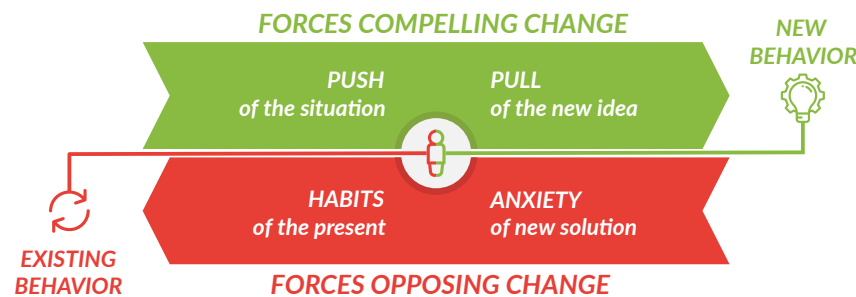 FORCES COMPELLING CHANGE
NEW
BEHAVIOR
PUSH
of the situation
PULL
of the new idea
HABITS
of the present
ANXIETY
of new solution
EXISTING
BEHAVIOR
FORCES OPPOSING CHANGE